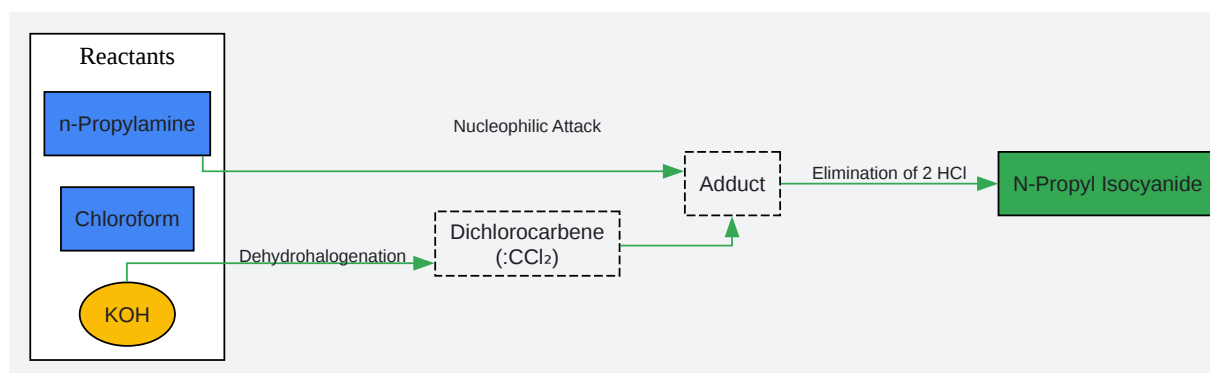 Reactants
n-Propylamine
Nucleophilic Attack
Chloroform
Adduct
Elimination of 2 HCl
N-Propyl Isocyanide
Dehydrohalogenation
Dichlorocarbene
(:CCl₂)
KOH